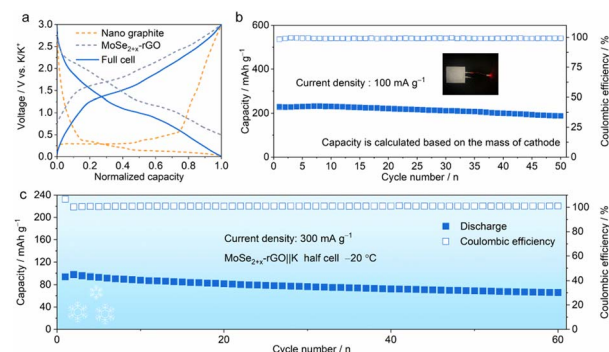 a
3.0
2.5
2.0
1.5
1.0
0.5
0.0
Voltage / V vs. K/K⁺
Nano graphite
MoSe₂₊ₓ-rGO
Full cell
0.0 0.2 0.4 0.6 0.8 1.0
Normalized capacity
b
600
400
200
0
Capacity / mAh g⁻¹
Current density : 100 mA g⁻¹
Capacity is calculated based on the mass of cathode
100
75
50
25
0
Coulombic efficiency / %
0 5 10 15 20 25 30 35 40 45 50
Cycle number / n
c
240
200
160
120
80
40
0
Capacity / mAh g⁻¹
Current density: 300 mA g⁻¹
MoSe₂₊ₓ-rGO||K half cell −20 °C
Discharge
Coulombic efficiency
100
80
60
40
20
0
Coulombic efficiency / %
0 20 40 60
Cycle number / n